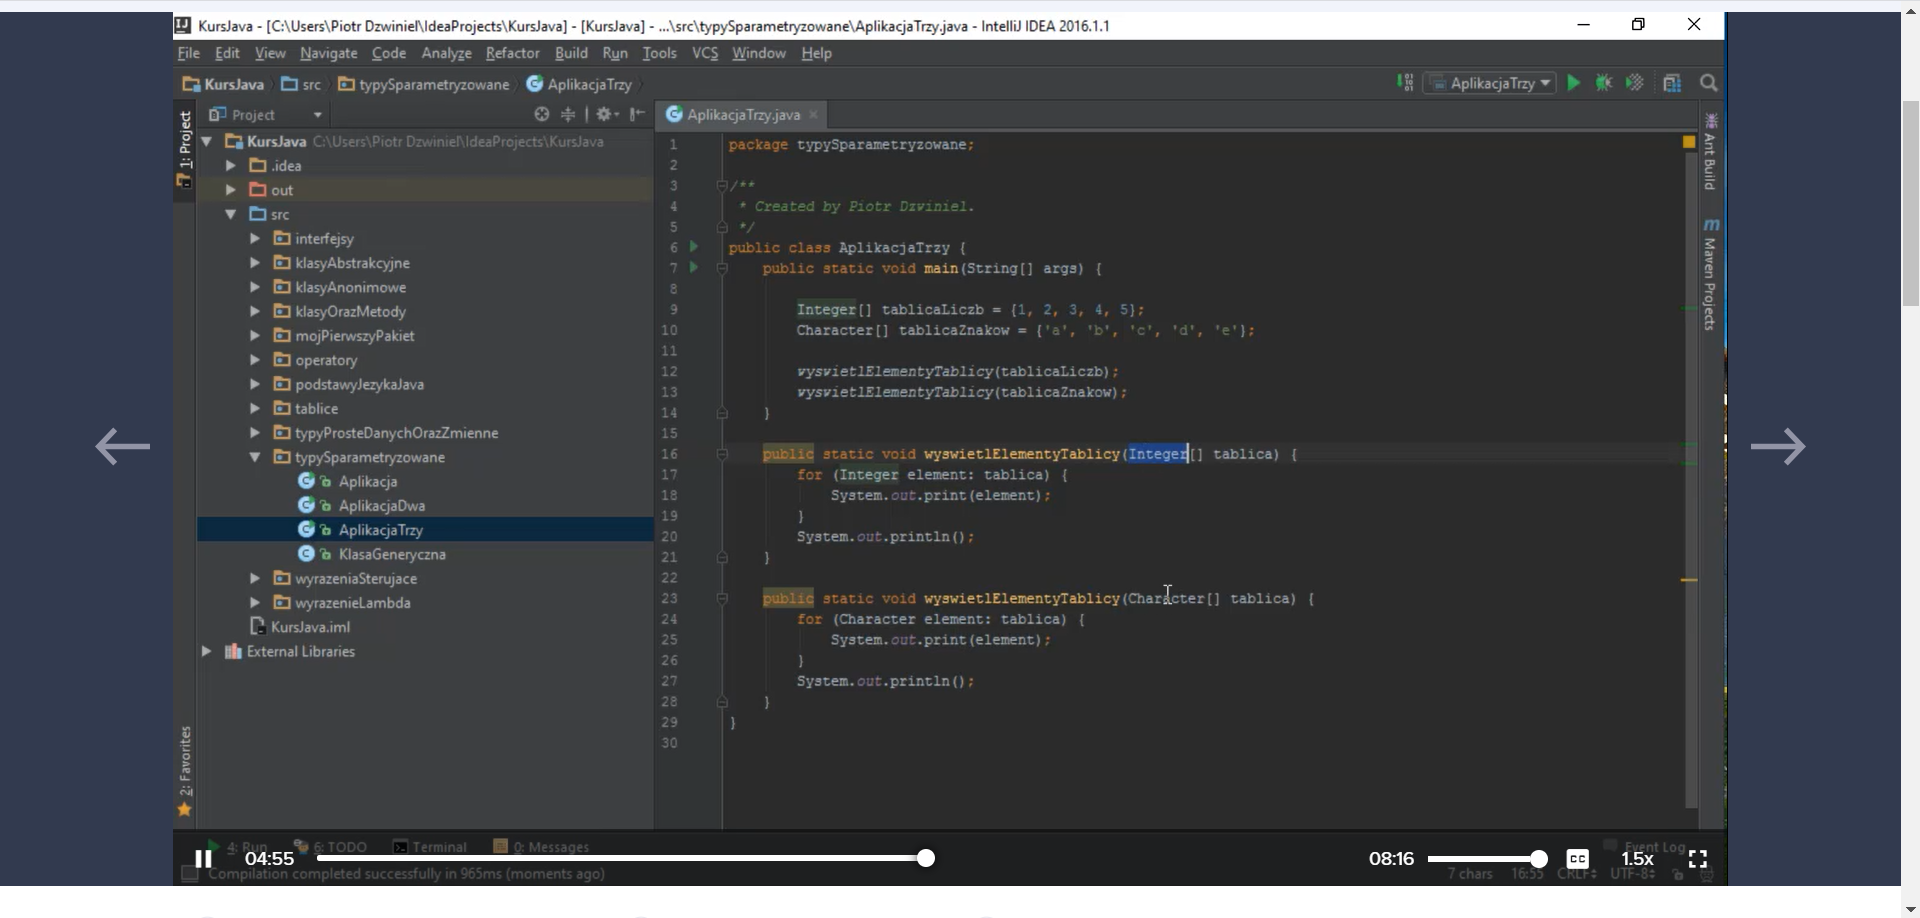 KursJava - [C:\Users\Piotr Dzwiniel\IdeaProjects\KursJava] - [KursJava] - ...\src\typySparametryzowane\AplikacjaTrzy.java - IntelliJ IDEA 2016.1.1
File Edit View Navigate Code Analyze Refactor Build Run Tools VCS Window Help
KursJava src typySparametryzowane AplikacjaTrzy
AplikacjaTrzy
1: Project
2: Favorites
Project
KursJava C:\Users\Piotr Dzwiniel\IdeaProjects\KursJava
.idea
out
src
interfejsy
klasyAbstrakcyjne
klasyAnonimowe
klasyOrazMetody
mojPierwszyPakiet
operatory
podstawyJezykaJava
tablice
typyProsteDanychOrazZmienne
typySparametryzowane
Aplikacja
AplikacjaDwa
AplikacjaTrzy
KlasaGeneryczna
wyrazeniaSterujace
wyrazenieLambda
KursJava.iml
External Libraries
AplikacjaTrzy.java
1 package typySparametryzowane;
2
3 /**
4 * Created by Piotr Dzwiniel.
5 */
6 public class AplikacjaTrzy {
7 public static void main(String[] args) {
8
9 Integer[] tablicaLiczb = {1, 2, 3, 4, 5};
10 Character[] tablicaZnakow = {'a', 'b', 'c', 'd', 'e'};
11
12 wyswietlElementyTablicy(tablicaLiczb);
13 wyswietlElementyTablicy(tablicaZnakow);
14 }
15
16 public static void wyswietlElementyTablicy(Integer[] tablica) {
17 for (Integer element: tablica) {
18 System.out.print(element);
19 }
20 System.out.println();
21 }
22
23 public static void wyswietlElementyTablicy(Character[] tablica) {
24 for (Character element: tablica) {
25 System.out.print(element);
26 }
27 System.out.println();
28 }
29 }
30
Ant Build
m Maven Projects
4: Run 6: TODO Terminal 0: Messages Event Log
04:55 08:16 CC 1.5x
Compilation completed successfully in 965ms (moments ago) 7 chars 16:55 CRLF UTF-8